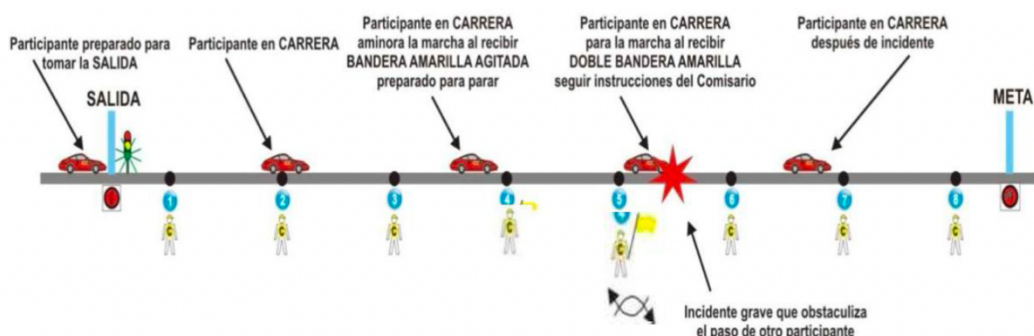 Participante preparado para
tomar la SALIDA
Participante en CARRERA
Participante en CARRERA
aminora la marcha al recibir
BANDERA AMARILLA AGITADA
preparado para parar
Participante en CARRERA
para la marcha al recibir
DOBLE BANDERA AMARILLA
seguir instrucciones del Comisario
Participante en CARRERA
después de incidente
SALIDA
META
1
2
3
4
5
6
7
8
C
C
C
C
C
C
C
C
Incidente grave que obstaculiza
el paso de otro participante